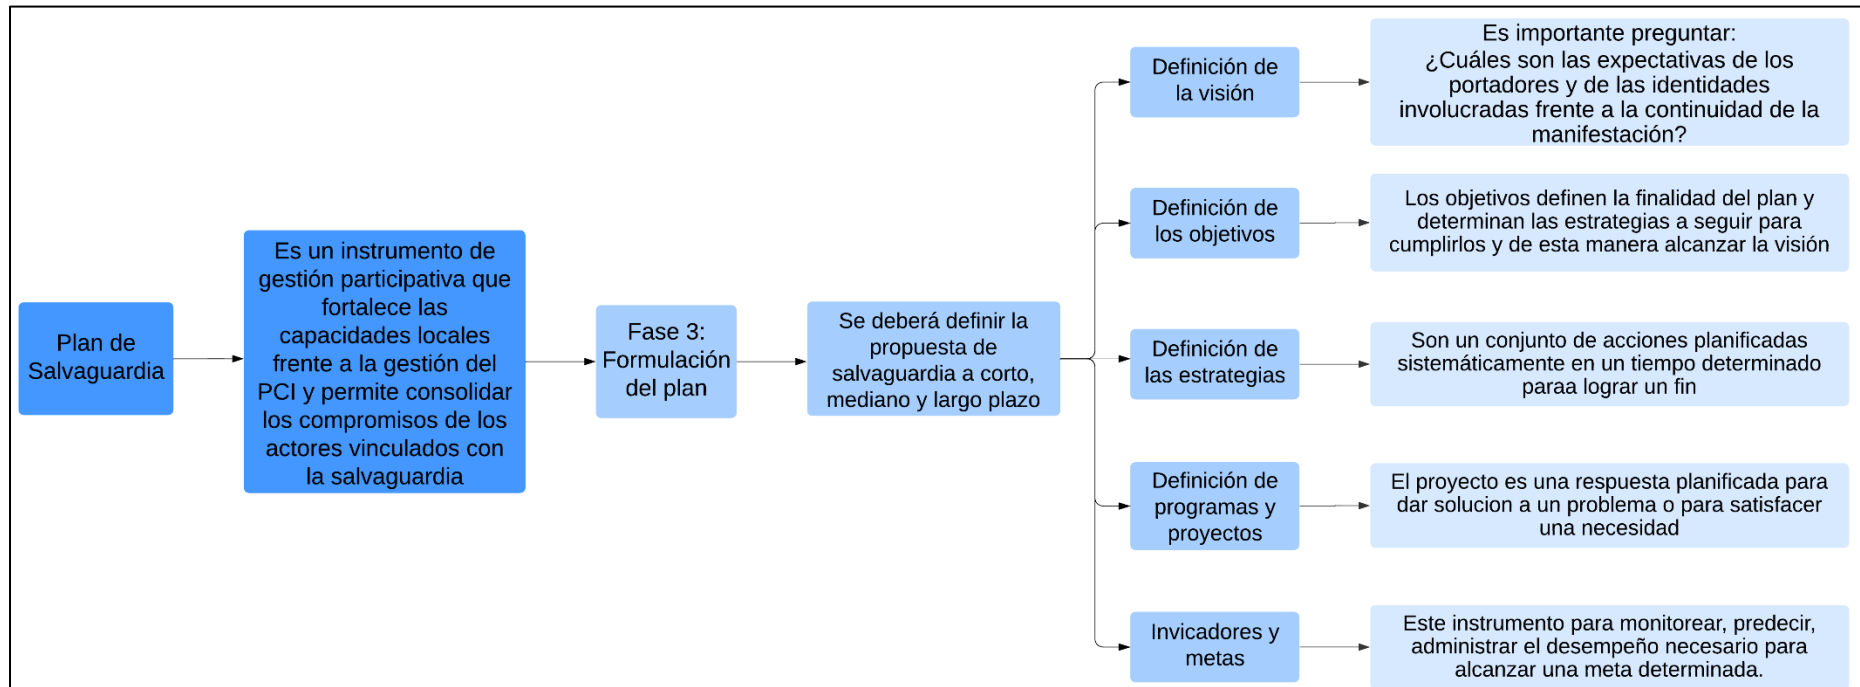 Plan de
Salvaguardia
Es un instrumento de
gestión participativa que
fortalece las
capacidades locales
frente a la gestión del
PCI y permite consolidar
los compromisos de los
actores vinculados con
la salvaguardia
Fase 3:
Formulación
del plan
Se deberá definir la
propuesta de
salvaguardia a corto,
mediano y largo plazo
Definición de
la visión
Es importante preguntar:
¿Cuáles son las expectativas de los
portadores y de las identidades
involucradas frente a la continuidad de la
manifestación?
Definición de
los objetivos
Los objetivos definen la finalidad del plan y
determinan las estrategias a seguir para
cumplirlos y de esta manera alcanzar la visión
Definición de
las estrategias
Son un conjunto de acciones planificadas
sistemáticamente en un tiempo determinado
paraa lograr un fin
Definición de
programas y
proyectos
El proyecto es una respuesta planificada para
dar solucion a un problema o para satisfacer
una necesidad
Invicadores y
metas
Este instrumento para monitorear, predecir,
administrar el desempeño necesario para
alcanzar una meta determinada.